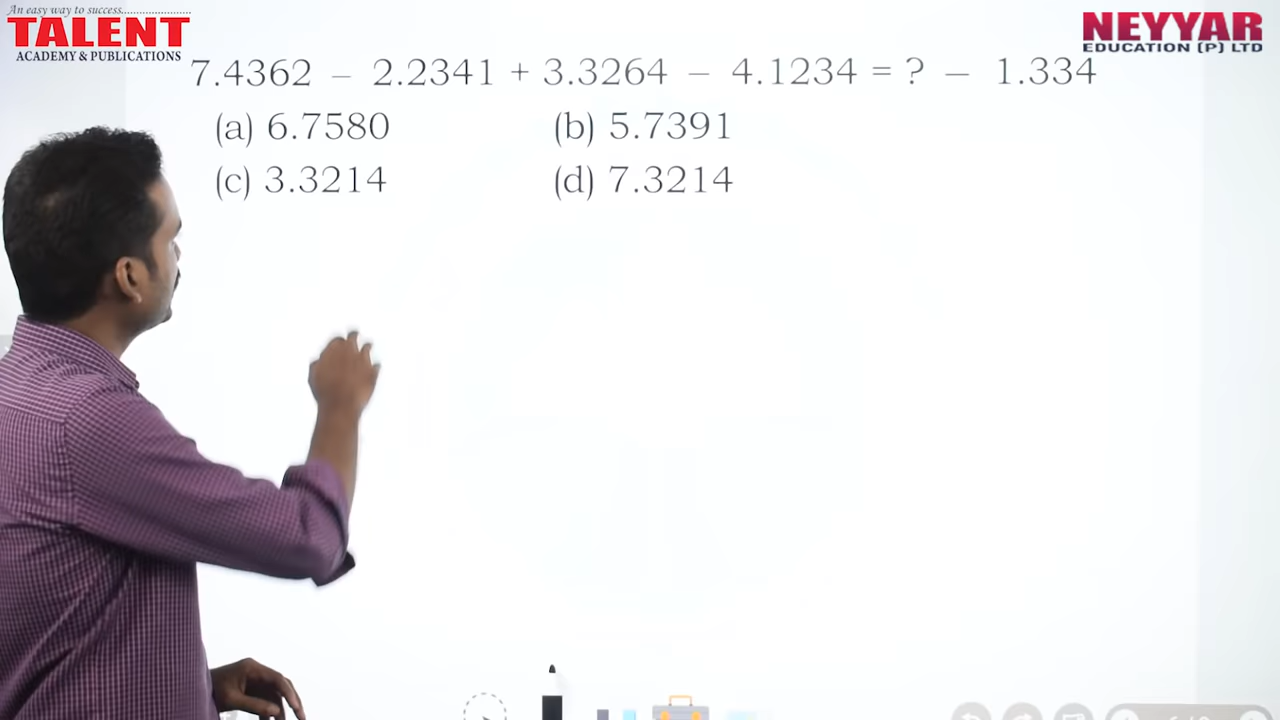 An easy way to success........................
TALENT
ACADEMY & PUBLICATIONS
NEYYAR
EDUCATION (P) LTD
7.4362 – 2.2341 + 3.3264 – 4.1234 = ? – 1.334
(a) 6.7580 (b) 5.7391
(c) 3.3214 (d) 7.3214